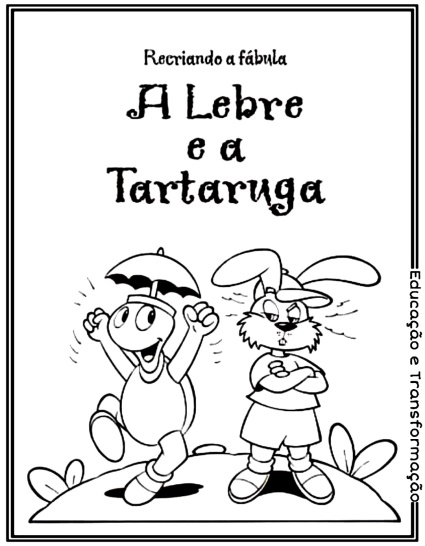 Recriando a fábula
A Lebre
e a
Tartaruga
Educação e Transformação